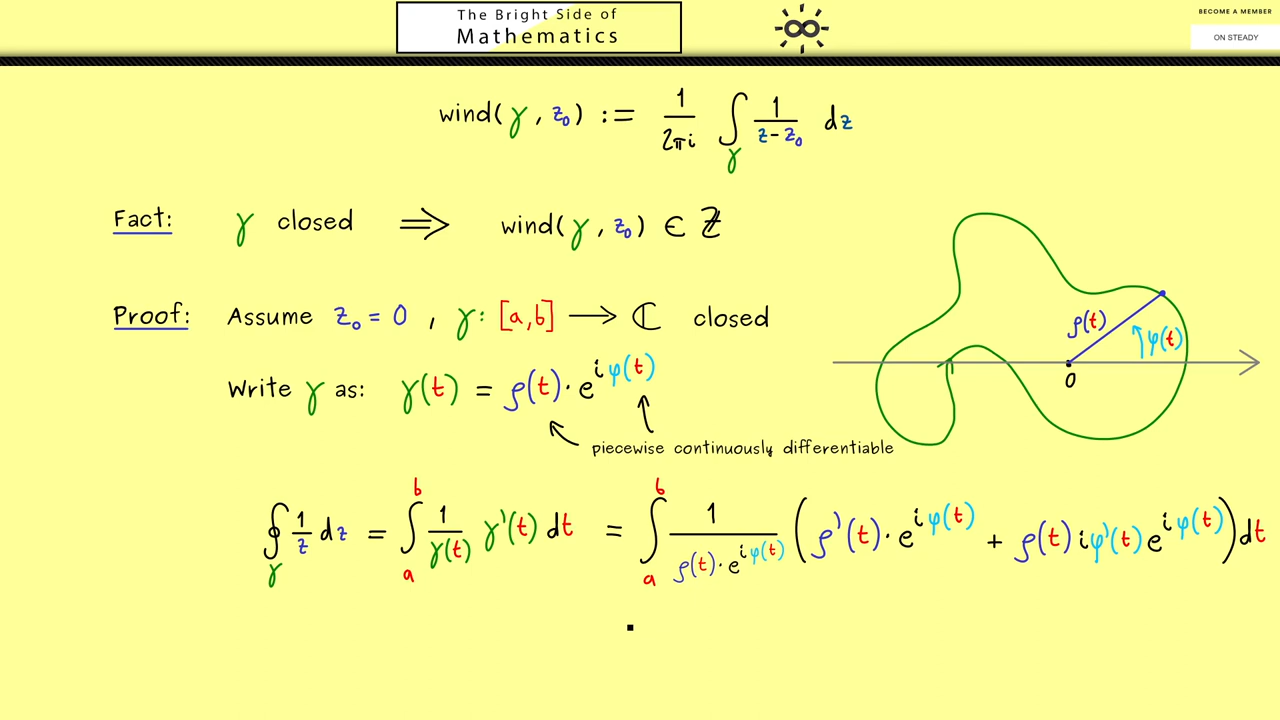 The Bright Side of
Mathematics
BECOME A MEMBER
ON STEADY
wind(γ, z₀) := 1/(2πi) ∫_γ 1/(z−z₀) dz
Fact: γ closed ⟹ wind(γ, z₀) ∈ ℤ
Proof: Assume z₀ = 0, γ: [a,b] ⟶ ℂ closed
ρ(t) φ(t)
0
Write γ as: γ(t) = ρ(t)·e^{iφ(t)}
piecewise continuously differentiable
∮_γ 1/z dz = ∫_a^b 1/γ(t) γ'(t) dt = ∫_a^b 1/(ρ(t)·e^{iφ(t)}) (ρ'(t)·e^{iφ(t)} + ρ(t) iφ'(t) e^{iφ(t)}) dt